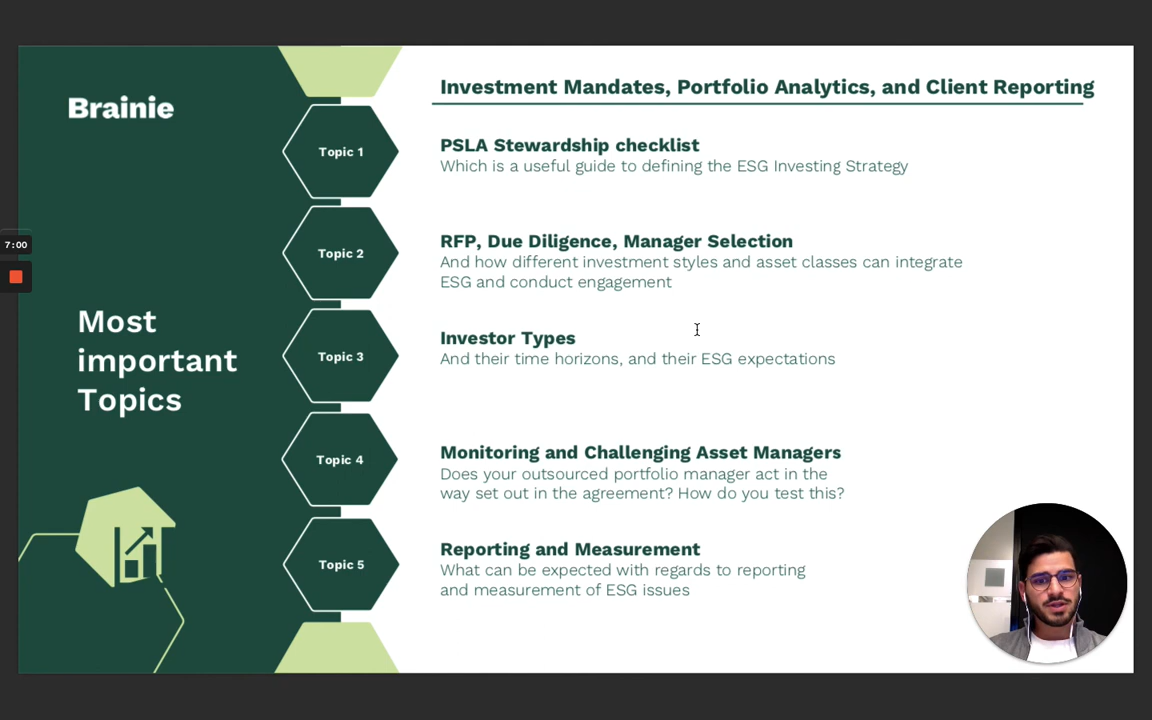 Brainie
Investment Mandates, Portfolio Analytics, and Client Reporting
Topic 1
PSLA Stewardship checklist
Which is a useful guide to defining the ESG Investing Strategy
7:00
Topic 2
RFP, Due Diligence, Manager Selection
And how different investment styles and asset classes can integrate
ESG and conduct engagement
Most
important
Topics
Topic 3
Investor Types
And their time horizons, and their ESG expectations
Topic 4
Monitoring and Challenging Asset Managers
Does your outsourced portfolio manager act in the
way set out in the agreement? How do you test this?
Topic 5
Reporting and Measurement
What can be expected with regards to reporting
and measurement of ESG issues